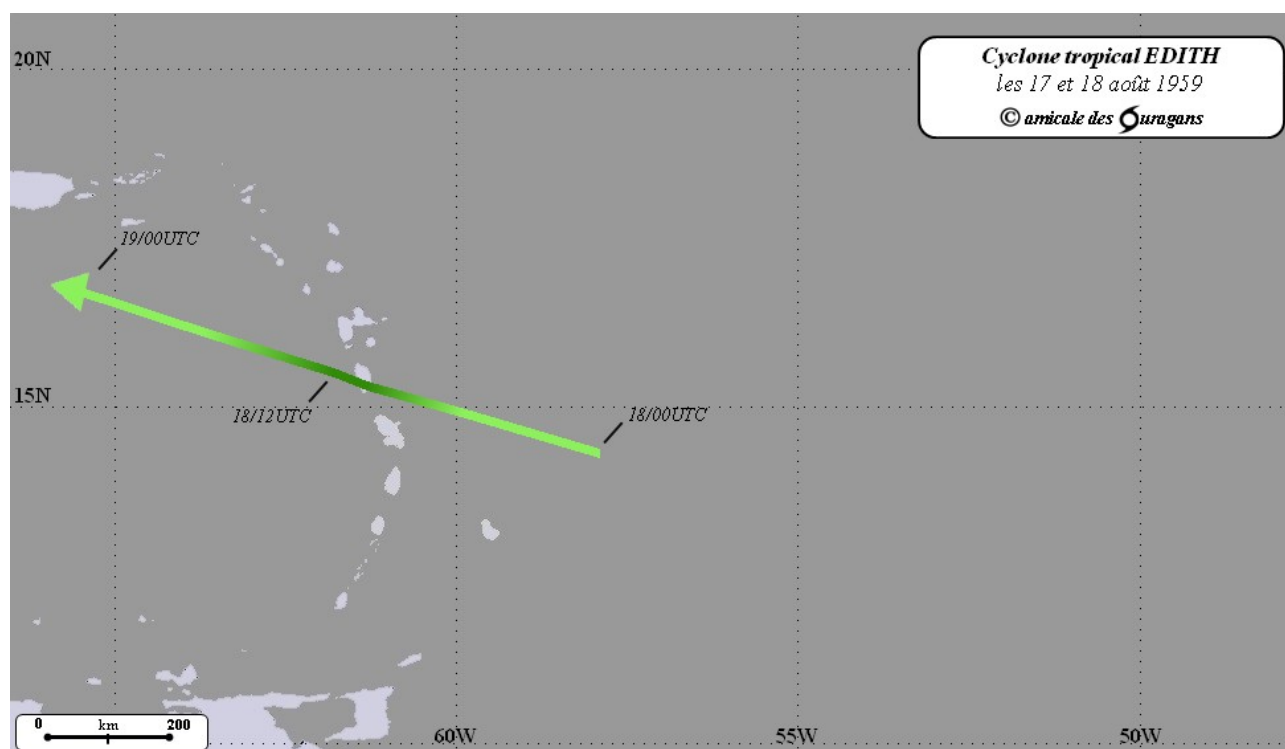 20N
Cyclone tropical EDITH
les 17 et 18 août 1959
© amicale des Ouragans
19/00UTC
15N
18/12UTC
18/00UTC
0 km 200
60W
55W
50W